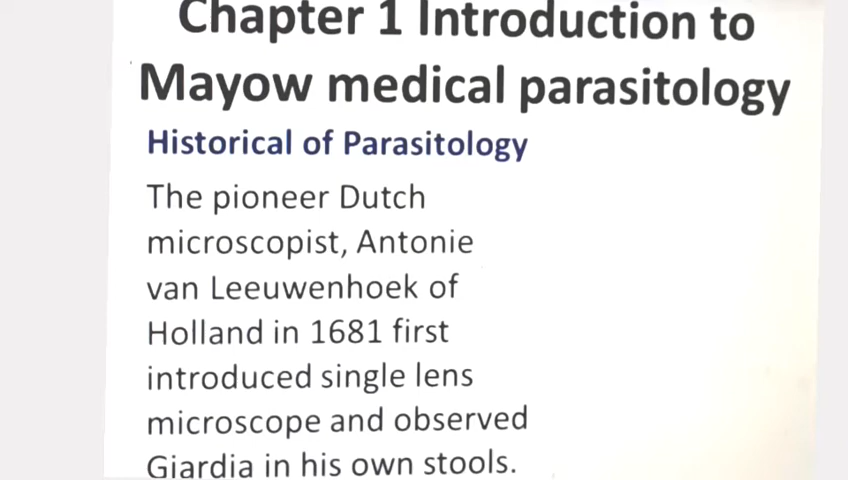 Chapter 1 Introduction to
Mayow medical parasitology
Historical of Parasitology
The pioneer Dutch
microscopist, Antonie
van Leeuwenhoek of
Holland in 1681 first
introduced single lens
microscope and observed
Giardia in his own stools.